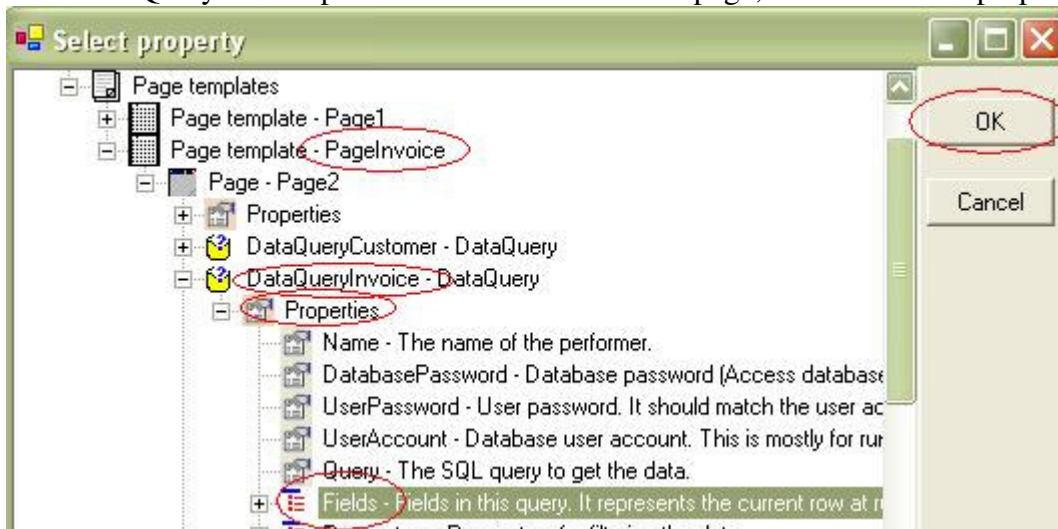 Select property
Page templates
Page template - Page1
Page template - PageInvoice
Page - Page2
Properties
DataQueryCustomer - DataQuery
DataQueryInvoice - DataQuery
Properties
Name - The name of the performer.
DatabasePassword - Database password (Access database
UserPassword - User password. It should match the user ac
UserAccount - Database user account. This is mostly for
Query - The SQL query to get the data.
Fields - Fields in this query. It represents the current row at
OK
Cancel